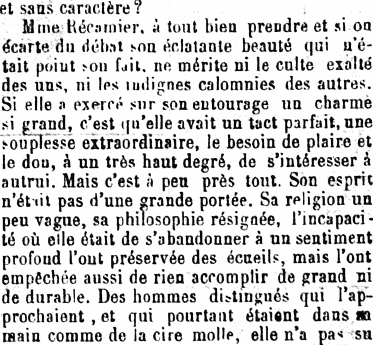 et sans caractère ?
Mme Récamier, à tout bien prendre et si on
écarte du débat son éclatante beauté qui n'é-
tait point son fait, ne mérite ni le culte exalté
des uns, ni les indignes calomnies des autres.
Si elle a exercé sur son entourage un charme
si grand, c'est qu'elle avait un tact parfait, une
souplesse extraordinaire, le besoin de plaire et
le don, à un très haut degré, de s'intéresser à
autrui. Mais c'est à peu près tout. Son esprit
n'était pas d'une grande portée. Sa religion un
peu vague, sa philosophie résignée, l'incapaci-
té où elle était de s'abandonner à un sentiment
profond l'ont préservée des écueils, mais l'ont
empêchée aussi de rien accomplir de grand ni
de durable. Des hommes distingués qui l'ap-
prochaient, et qui pourtant étaient dans sa
main comme de la cire molle, elle n'a pas su